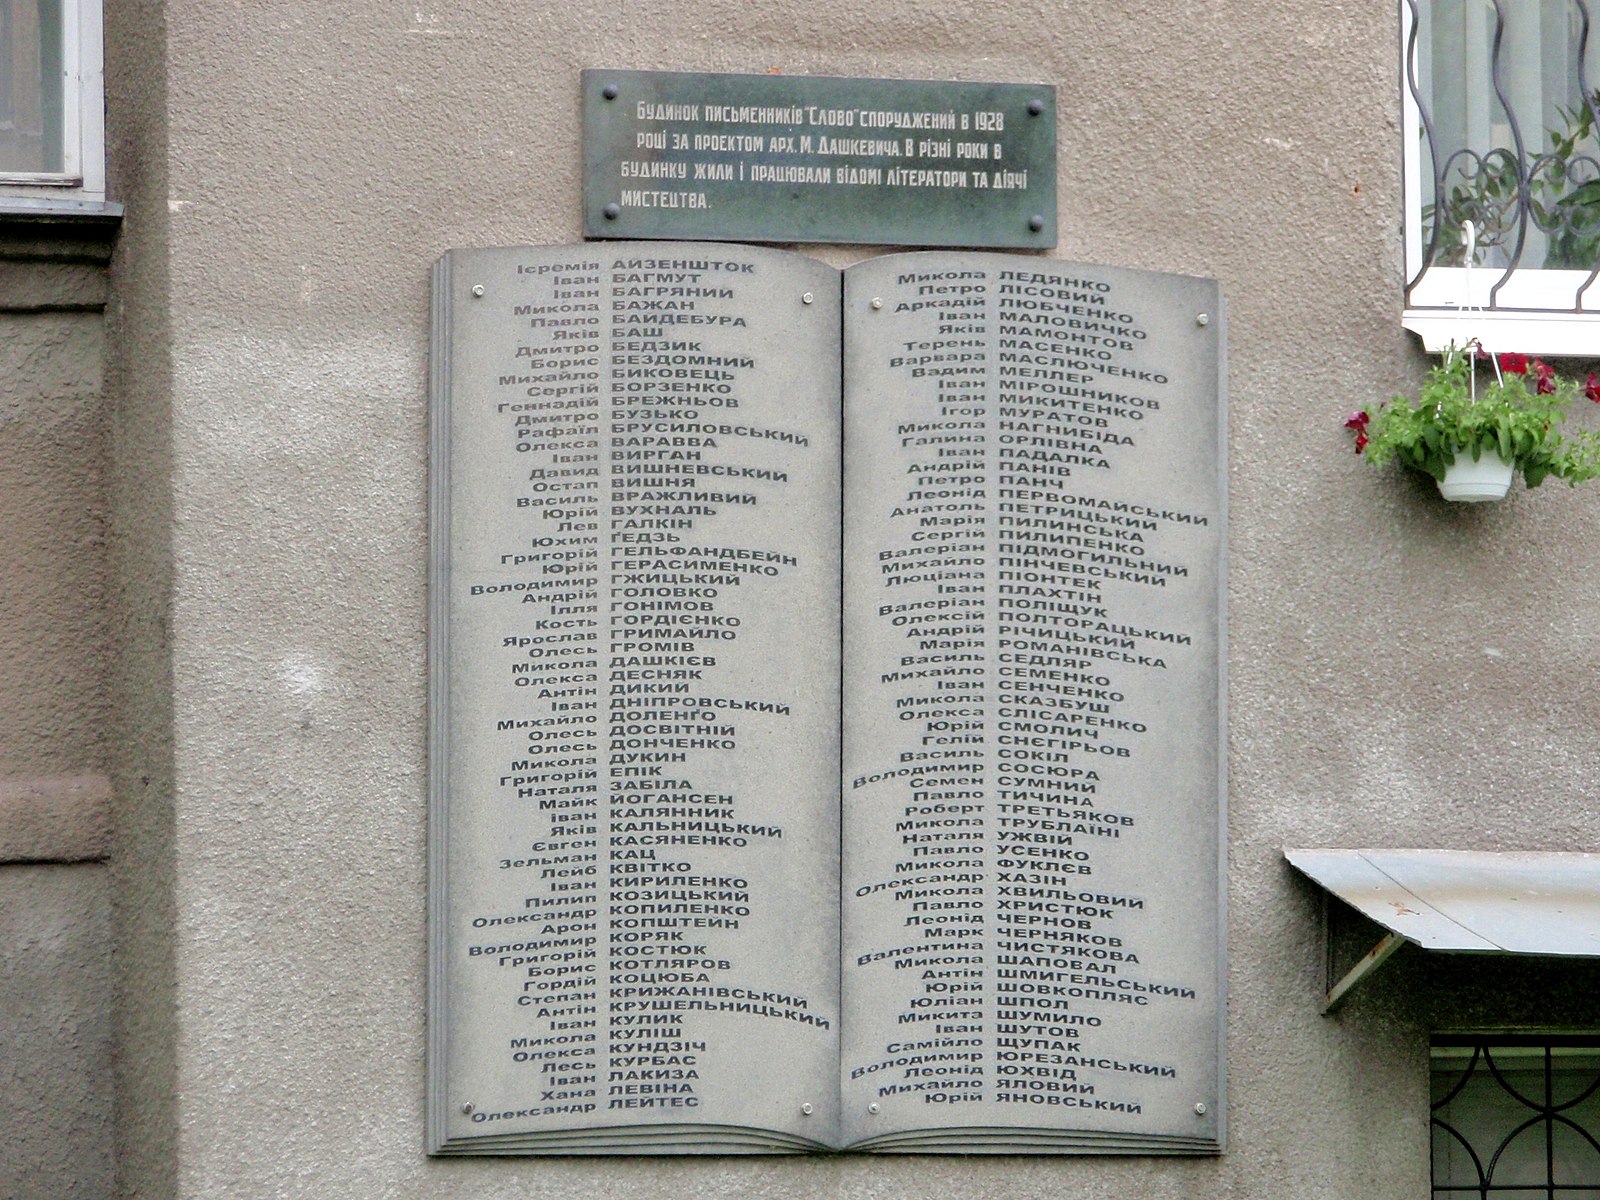 Будинок письменників "Слово" споруджений в 1928
році за проектом арх. М. Дашкевича. В різні роки в
будинку жили і працювали відомі літератори та діячі
мистецтва.
Ієремія АЙЗЕНШТОК
Іван БАГМУТ
Іван БАГРЯНИЙ
Микола БАЖАН
Павло БАЙДЕБУРА
Яків БАШ
Дмитро БЕДЗИК
Борис БЕЗДОМНИЙ
Михайло БИКОВЕЦЬ
Сергій БОРЗЕНКО
Геннадій БРЕЖНЬОВ
Дмитро БУЗЬКО
Рафаїл БРУСИЛОВСЬКИЙ
Олекса ВАРАВВА
Іван ВИРГАН
Давид ВИШНЕВСЬКИЙ
Остап ВИШНЯ
Василь ВРАЖЛИВИЙ
Юрій ВУХНАЛЬ
Лев ГАЛКІН
Юхим ҐЕДЗЬ
Григорій ГЕЛЬФАНДБЕЙН
Юрій ГЕРАСИМЕНКО
Володимир ГЖИЦЬКИЙ
Андрій ГОЛОВКО
Ілля ГОНІМОВ
Кость ГОРДІЄНКО
Ярослав ГРИМАЙЛО
Олесь ГРОМІВ
Микола ДАШКІЄВ
Олекса ДЕСНЯК
Антін ДИКИЙ
Іван ДНІПРОВСЬКИЙ
Михайло ДОЛЕНҐО
Олесь ДОСВІТНІЙ
Олесь ДОНЧЕНКО
Микола ДУКИН
Григорій ЕПІК
Наталя ЗАБІЛА
Майк ЙОГАНСЕН
Іван КАЛЯННИК
Яків КАЛЬНИЦЬКИЙ
Євген КАСЯНЕНКО
Зельман КАЦ
Лейб КВІТКО
Іван КИРИЛЕНКО
Пилип КОЗИЦЬКИЙ
Олександр КОПИЛЕНКО
Арон КОПШТЕЙН
Володимир КОРЯК
Григорій КОСТЮК
Борис КОТЛЯРОВ
Гордій КОЦЮБА
Степан КРИЖАНІВСЬКИЙ
Антін КРУШЕЛЬНИЦЬКИЙ
Іван КУЛИК
Микола КУЛІШ
Олекса КУНДЗІЧ
Лесь КУРБАС
Іван ЛАКИЗА
Хана ЛЕВІНА
Олександр ЛЕЙТЕС
Микола ЛЕДЯНКО
Петро ЛІСОВИЙ
Аркадій ЛЮБЧЕНКО
Іван МАЛОВИЧКО
Яків МАМОНТОВ
Терень МАСЕНКО
Варвара МАСЛЮЧЕНКО
Вадим МЕЛЛЕР
Іван МІРОШНИКОВ
Іван МИКИТЕНКО
Ігор МУРАТОВ
Микола НАГНИБІДА
Галина ОРЛІВНА
Іван ПАДАЛКА
Андрій ПАНІВ
Петро ПАНЧ
Леонід ПЕРВОМАЙСЬКИЙ
Анатоль ПЕТРИЦЬКИЙ
Марія ПИЛИНСЬКА
Сергій ПИЛИПЕНКО
Валеріан ПІДМОГИЛЬНИЙ
Михайло ПІНЧЕВСЬКИЙ
Люціана ПІОНТЕК
Іван ПЛАХТІН
Валеріан ПОЛІЩУК
Олексій ПОЛТОРАЦЬКИЙ
Андрій РІЧИЦЬКИЙ
Марія РОМАНІВСЬКА
Василь СЕДЛЯР
Михайло СЕМЕНКО
Іван СЕНЧЕНКО
Микола СКАЗБУШ
Олекса СЛІСАРЕНКО
Юрій СМОЛИЧ
Гелій СНЄГІРЬОВ
Василь СОКІЛ
Володимир СОСЮРА
Семен СУМНИЙ
Павло ТИЧИНА
Роберт ТРЕТЬЯКОВ
Микола ТРУБЛАЇНІ
Наталя УЖВІЙ
Павло УСЕНКО
Микола ФУКЛЄВ
Олександр ХАЗІН
Микола ХВИЛЬОВИЙ
Павло ХРИСТЮК
Леонід ЧЕРНОВ
Марк ЧЕРНЯКОВ
Валентина ЧИСТЯКОВА
Микола ШАПОВАЛ
Антін ШМИГЕЛЬСЬКИЙ
Юрій ШОВКОПЛЯС
Юліан ШПОЛ
Микита ШУМИЛО
Іван ШУТОВ
Самійло ЩУПАК
Володимир ЮРЕЗАНСЬКИЙ
Леонід ЮХВІД
Михайло ЯЛОВИЙ
Юрій ЯНОВСЬКИЙ